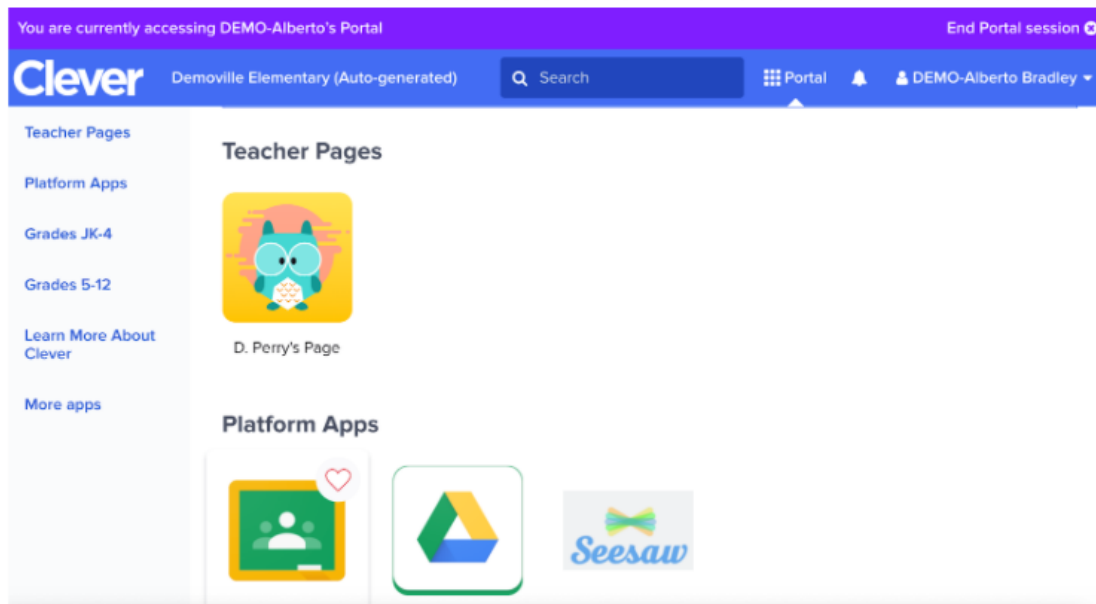 You are currently accessing DEMO-Alberto's Portal
End Portal session
Clever
Demoville Elementary (Auto-generated)
Search
Portal
DEMO-Alberto Bradley
Teacher Pages
Platform Apps
Grades JK-4
Grades 5-12
Learn More About
Clever
More apps
Teacher Pages
D. Perry's Page
Platform Apps
Seesaw